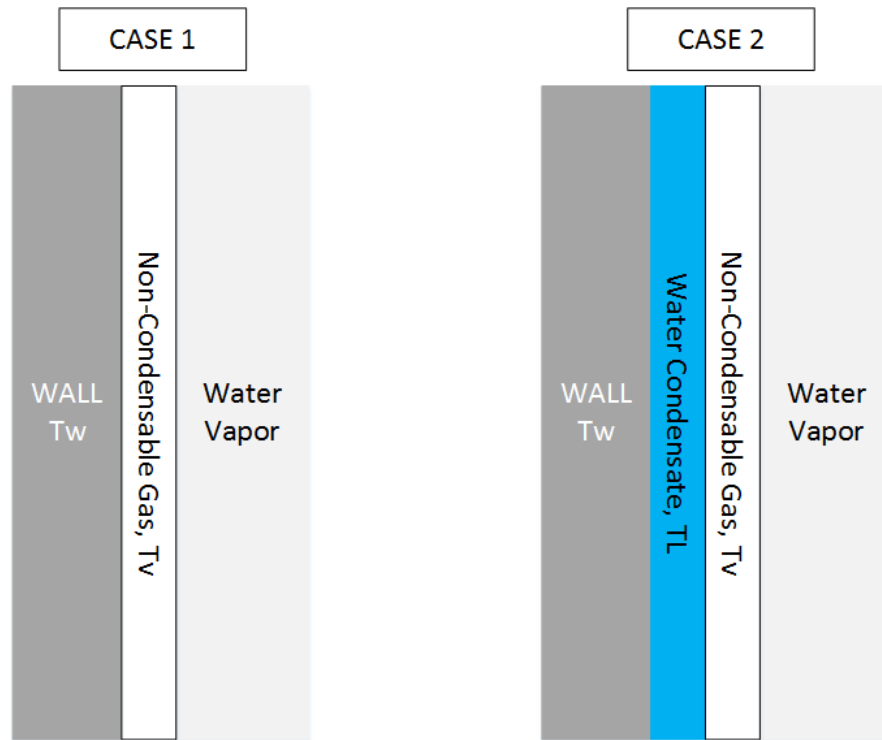 CASE 1
CASE 2
WALL
Tw
Non-Condensable Gas, Tv
Water
Vapor
WALL
Tw
Water Condensate, TL
Non-Condensable Gas, Tv
Water
Vapor